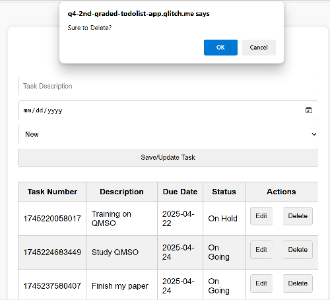 q4-2nd-graded-todolist-app.glitch.me says
Sure to Delete?
OK Cancel
Task Description
mm/dd/yyyy
New
Save/Update Task
Task Number Description Due Date Status Actions
1745220058017 Training on QMSO 2025-04-22 On Hold Edit Delete
1745224683449 Study QMSO 2025-04-24 On Going Edit Delete
1745237580407 Finish my paper 2025-04-24 On Going Edit Delete